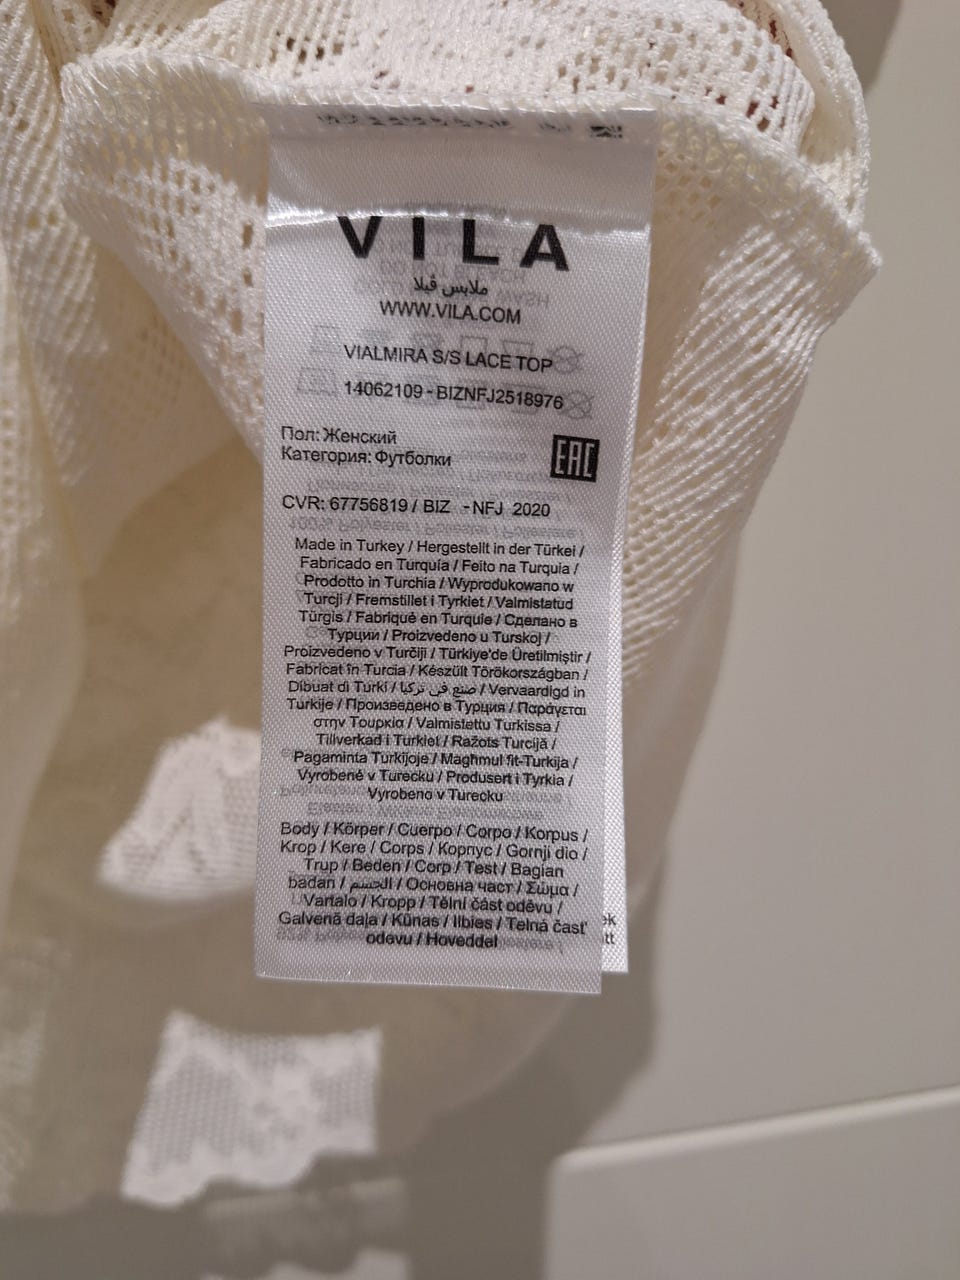 VILA
ملابس ڤيلا
WWW.VILA.COM
VIALMIRA S/S LACE TOP
14062109 - BIZNFJ2518976
Пол: Женский
Категория: Футболки
EAC
CVR: 67756819 / BIZ - NFJ 2020
Made in Turkey / Hergestellt in der Türkei /
Fabricado en Turquía / Feito na Turquia /
Prodotto in Turchia / Wyprodukowano w
Turcji / Fremstillet i Tyrkiet / Valmistatud
Türgis / Fabriqué en Turquie / Сделано в
Турции / Proizvedeno u Turskoj /
Proizvedeno v Turčiji / Türkiye'de Üretilmiştir /
Fabricat în Turcia / Készült Törökországban /
Dibuat di Turki / صنع في تركيا / Vervaardigd in
Turkije / Произведено в Турция / Παράγεται
στην Τουρκία / Valmistettu Turkissa /
Tillverkad i Turkiet / Ražots Turcijā /
Pagaminta Turkijoje / Magħmul fit-Turkija /
Vyrobené v Turecku / Produsert i Tyrkia /
Vyrobeno v Turecku
Body / Körper / Cuerpo / Corpo / Korpus /
Krop / Kere / Corps / Корпус / Gornji dio /
Trup / Beden / Corp / Test / Bagian
badan / الجسم / Основна част / Σώμα /
Vartalo / Kropp / Tělní část oděvu /
Galvenā daļa / Kūnas / Ilbies / Telná časť
odevu / Hoveddel
ek
tt